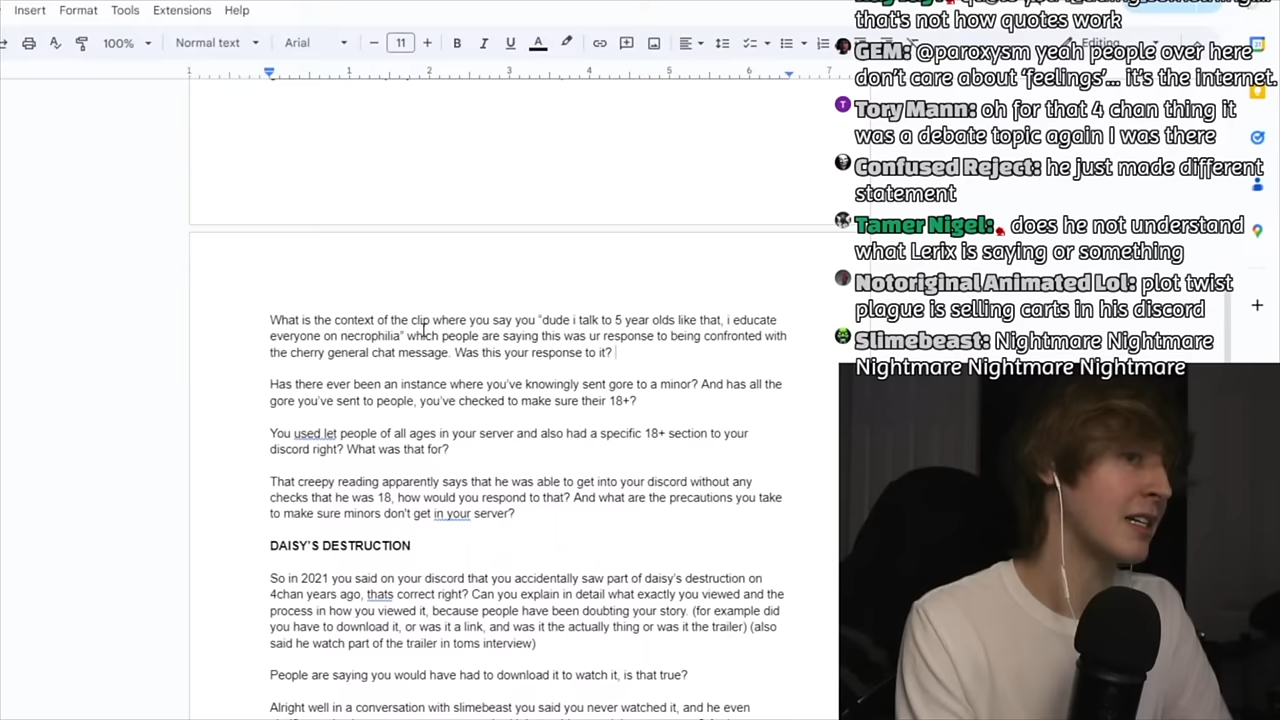 Insert Format Tools Extensions Help
100% Normal text Arial 11 B I U A Editing
1 1 2 3 4 5 6 7
What is the context of the clip where you say you “dude i talk to 5 year olds like that, i educate
everyone on necrophilia” which people are saying this was ur response to being confronted with
the cherry general chat message. Was this your response to it?
Has there ever been an instance where you’ve knowingly sent gore to a minor? And has all the
gore you’ve sent to people, you’ve checked to make sure their 18+?
You used let people of all ages in your server and also had a specific 18+ section to your
discord right? What was that for?
That creepy reading apparently says that he was able to get into your discord without any
checks that he was 18, how would you respond to that? And what are the precautions you take
to make sure minors don't get in your server?
DAISY’S DESTRUCTION
So in 2021 you said on your discord that you accidentally saw part of daisy’s destruction on
4chan years ago, thats correct right? Can you explain in detail what exactly you viewed and the
process in how you viewed it, because people have been doubting your story. (for example did
you have to download it, or was it a link, and was it the actually thing or was it the trailer) (also
said he watch part of the trailer in toms interview)
People are saying you would have had to download it to watch it, is that true?
Alright well in a conversation with slimebeast you said you never watched it, and he even
that's not how quotes work
GEM: @paroxysm yeah people over here
don't care about ‘feelings’... it's the internet.
T
Tory Mann: oh for that 4 chan thing it
was a debate topic again I was there
Confused Reject: he just made different
statement
Tamer Nigel: does he not understand
what Lerix is saying or something
Notoriginal Animated Lol: plot twist
plague is selling carts in his discord
Slimebeast: Nightmare Nightmare
Nightmare Nightmare Nightmare